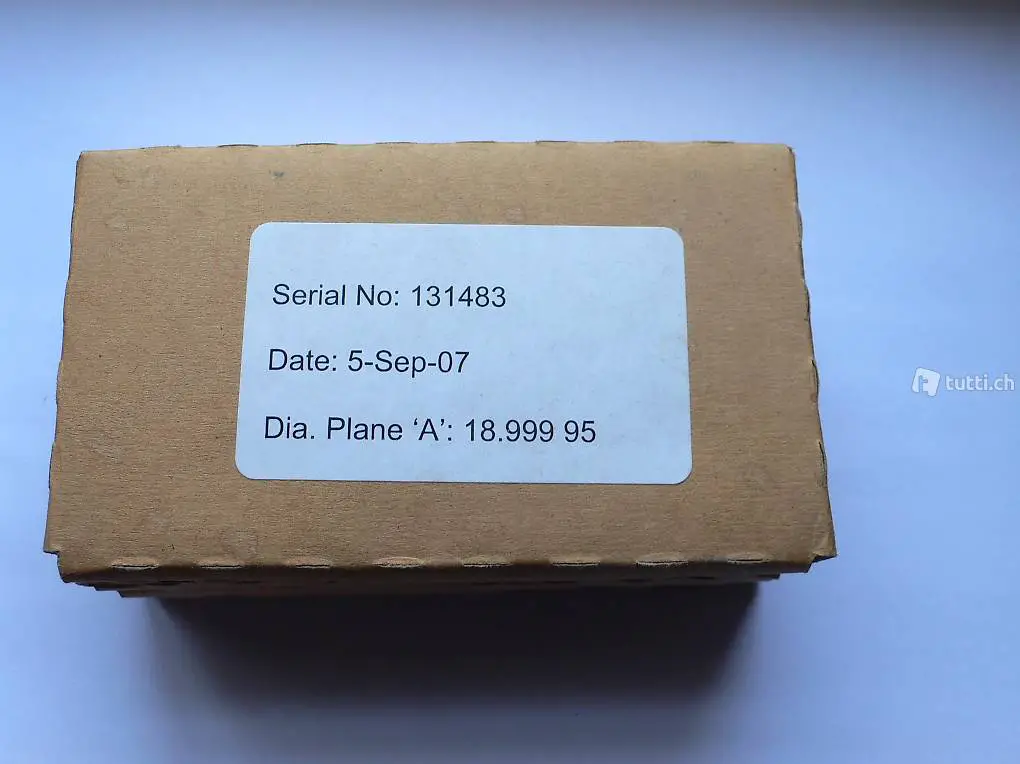 Serial No: 131483
Date: 5-Sep-07
Dia. Plane ‘A’: 18.999 95
tutti.ch